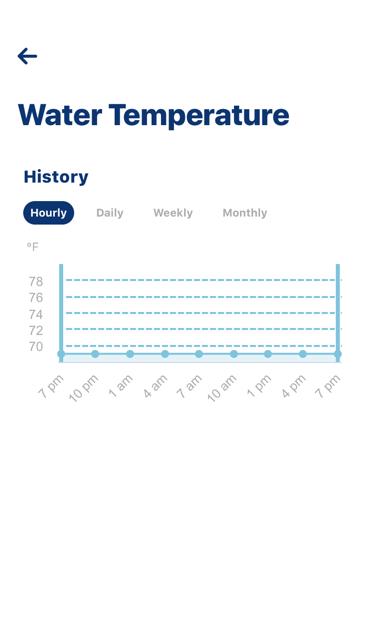 Water Temperature
History
Hourly Daily Weekly Monthly
°F
78
76
74
72
70
7 pm 10 pm 1 am 4 am 7 am 10 am 1 pm 4 pm 7 pm